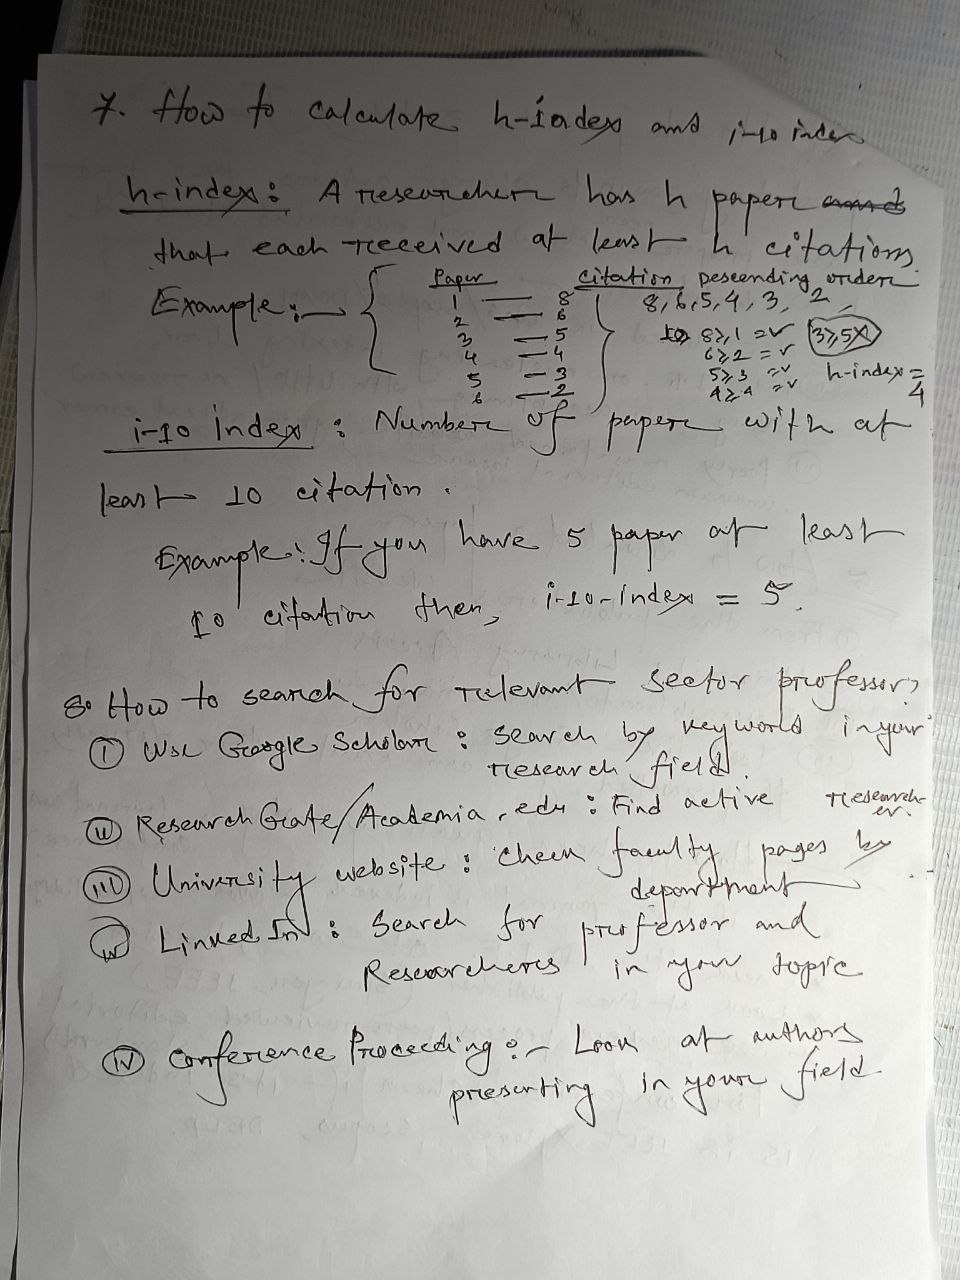 7. How to calculate h-index and i-10 index
h-index: A researcher has h paper and
that each received at least h citations.
Example:- Paper Citation Descending order
1 — 8 8, 6, 5, 4, 3, 2
2 — 6 8≥1 = ✓ 3≥5 X
3 — 5 6≥2 = ✓
4 — 4 5≥3 = ✓ h-index =
5 — 3 4≥4 = ✓ 4
6 — 2
i-10 index : Number of paper with at
least 10 citation.
Example: If you have 5 paper at least
10 citation then, i-10-index = 5.
8. How to search for relevant sector professor?
(I) Use Google Scholar : Search by keyword in your
research field.
(II) ResearchGate/Academia.edu : Find active research-
er.
(III) University website : Check faculty pages by
department
(IV) LinkedIn : Search for professor and
Researchers in your topic
(IV) Conference Proceeding :- Look at authors
presenting in your field.